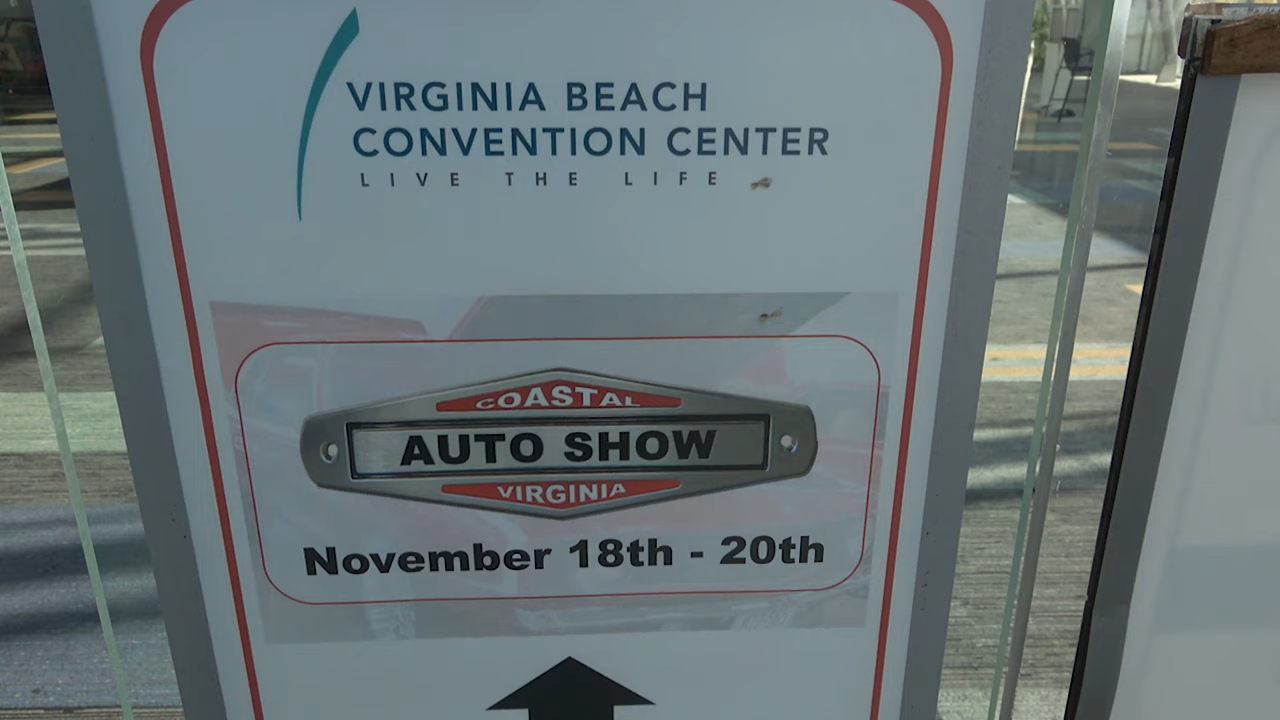 VIRGINIA BEACH
CONVENTION CENTER
LIVE THE LIFE
COASTAL
AUTO SHOW
VIRGINIA
November 18th - 20th